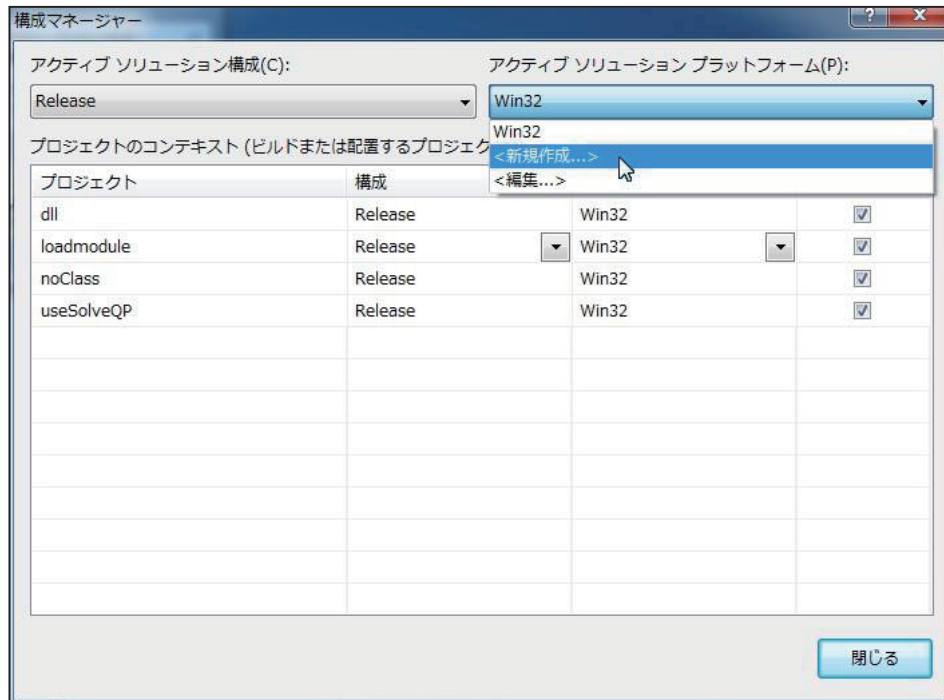 構成マネージャー
アクティブ ソリューション構成(C):
アクティブ ソリューション プラットフォーム(P):
Release
Win32
Win32
<新規作成...>
<編集...>
プロジェクトのコンテキスト (ビルドまたは配置するプロジェク
プロジェクト 構成
dll Release Win32
loadmodule Release Win32
noClass Release Win32
useSolveQP Release Win32
閉じる